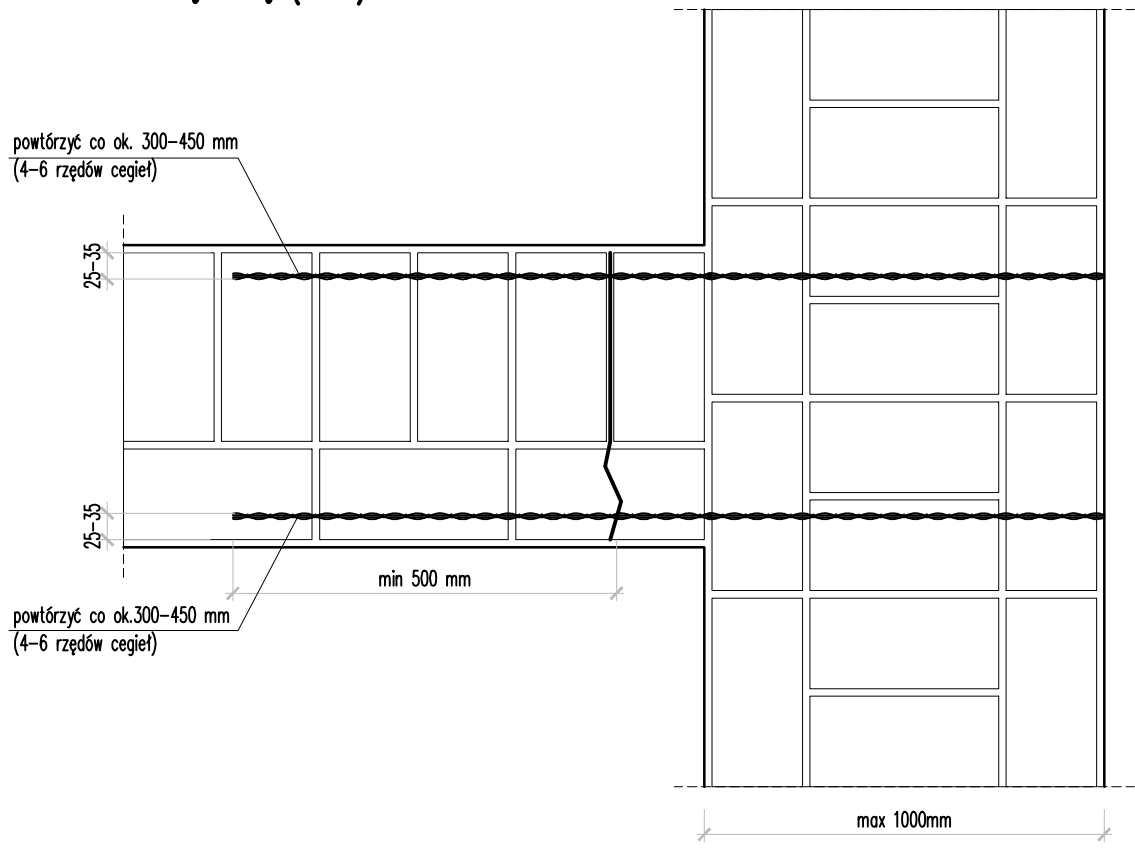 powtórzyć co ok. 300-450 mm
(4-6 rzędów cegieł)
25-35
25-35
min 500 mm
powtórzyć co ok.300-450 mm
(4-6 rzędów cegieł)
max 1000mm